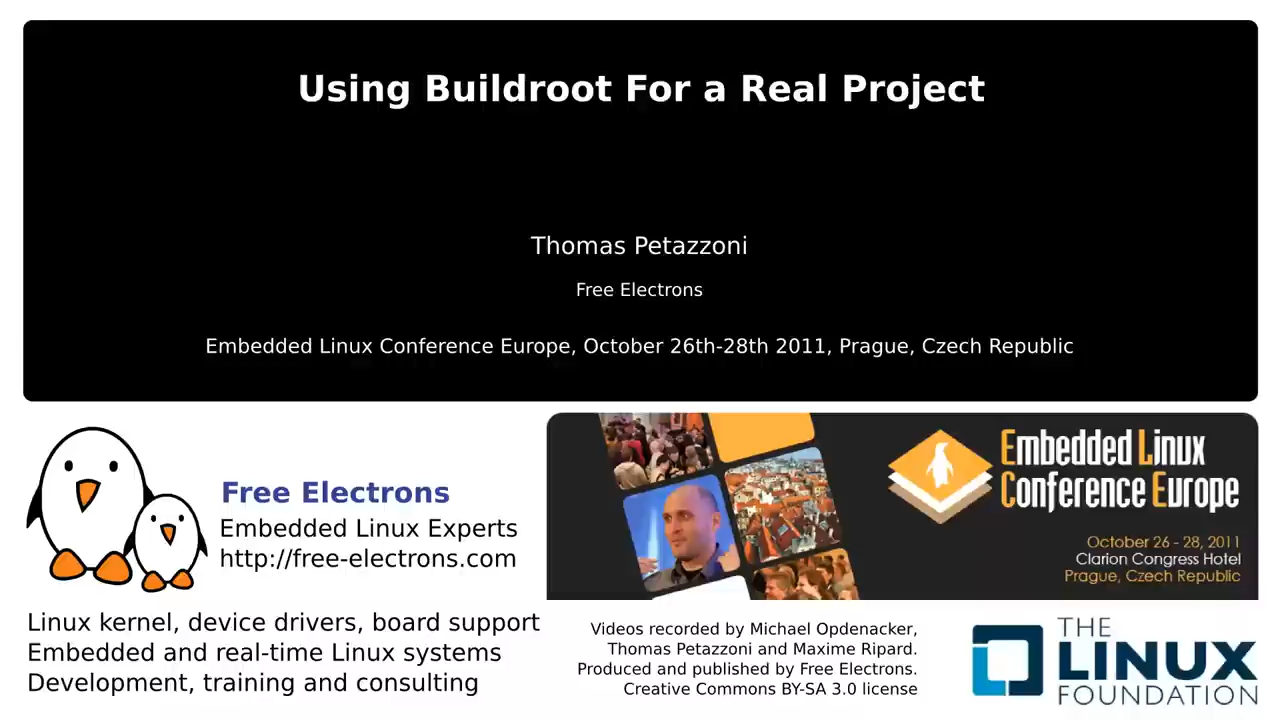 Using Buildroot For a Real Project
Thomas Petazzoni
Free Electrons
Embedded Linux Conference Europe, October 26th-28th 2011, Prague, Czech Republic
Free Electrons
Embedded Linux Experts
http://free-electrons.com
Linux kernel, device drivers, board support
Embedded and real-time Linux systems
Development, training and consulting
Embedded Linux
Conference Europe
October 26 - 28, 2011
Clarion Congress Hotel
Prague, Czech Republic
Videos recorded by Michael Opdenacker,
Thomas Petazzoni and Maxime Ripard.
Produced and published by Free Electrons.
Creative Commons BY-SA 3.0 license
THE
LINUX
FOUNDATION